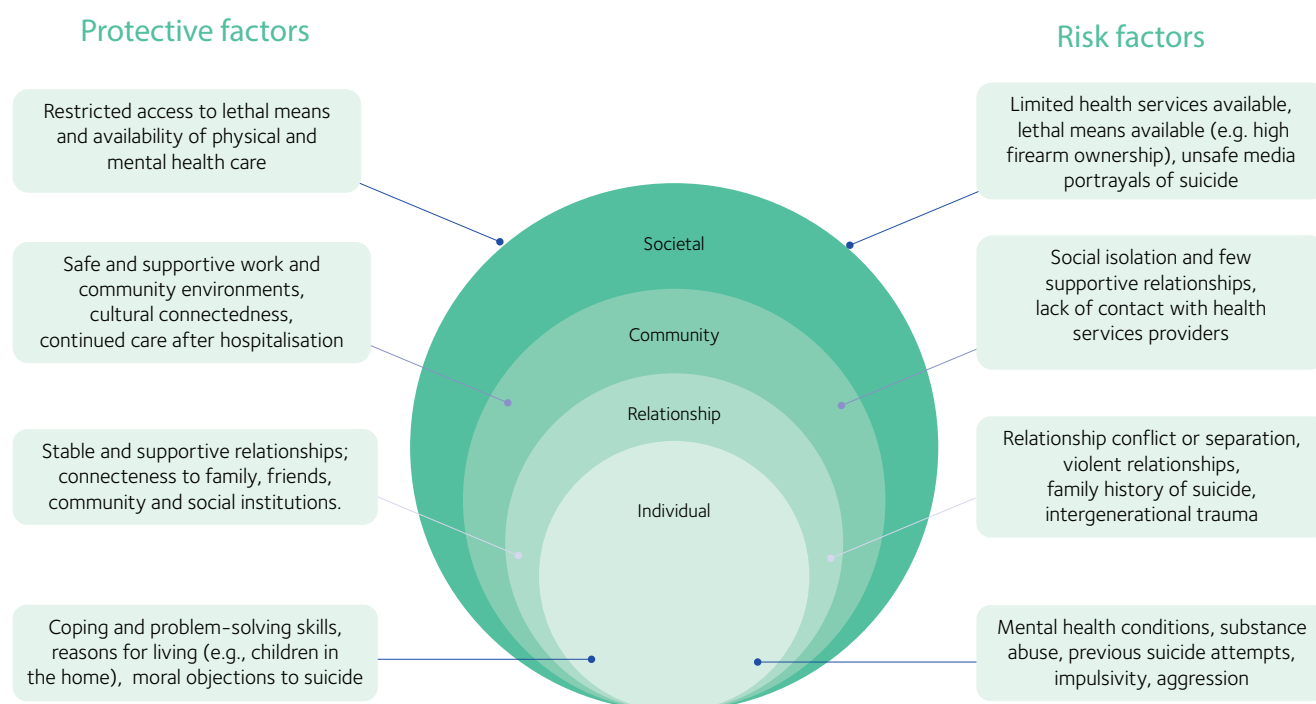 Protective factors
Risk factors
Restricted access to lethal means
and availability of physical and
mental health care
Limited health services available,
lethal means available (e.g. high
firearm ownership), unsafe media
portrayals of suicide
Societal
Safe and supportive work and
community environments,
cultural connectedness,
continued care after hospitalisation
Social isolation and few
supportive relationships,
lack of contact with health
services providers
Community
Relationship
Stable and supportive relationships;
connecteness to family, friends,
community and social institutions.
Relationship conflict or separation,
violent relationships,
family history of suicide,
intergenerational trauma
Individual
Coping and problem-solving skills,
reasons for living (e.g., children in
the home), moral objections to suicide
Mental health conditions, substance
abuse, previous suicide attempts,
impulsivity, aggression